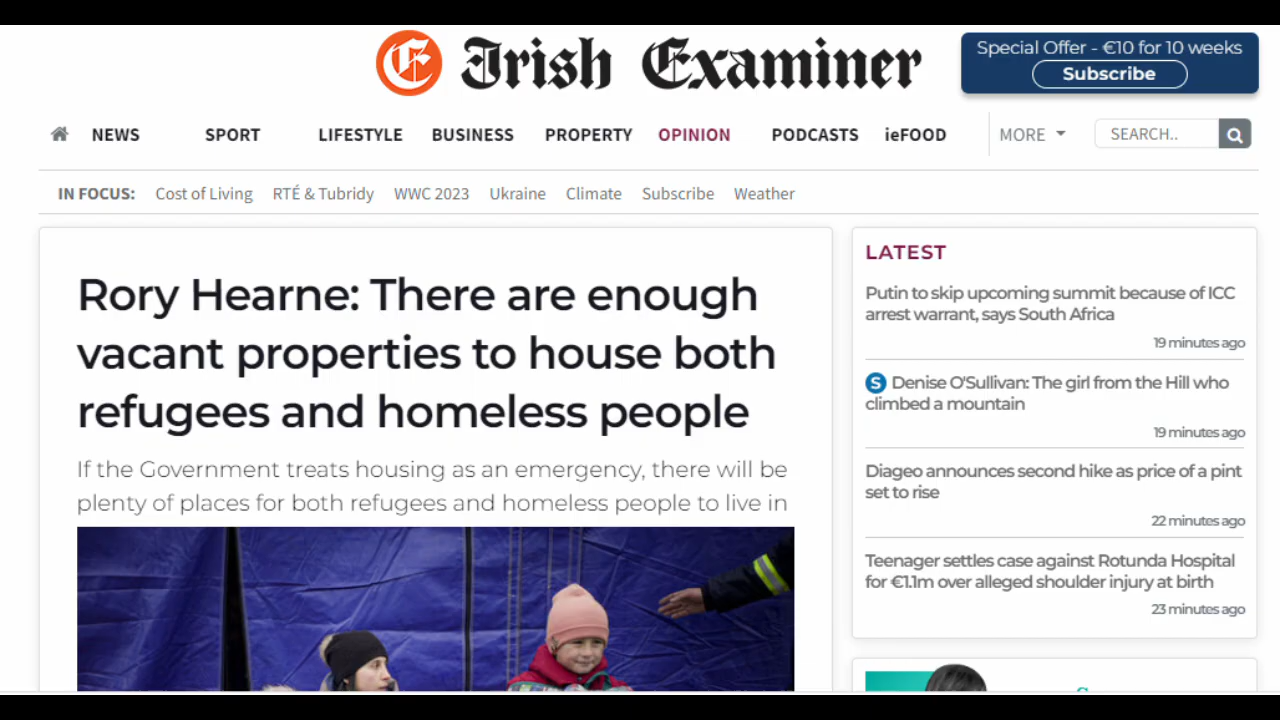 Irish Examiner
Special Offer - €10 for 10 weeks
Subscribe
NEWS SPORT LIFESTYLE BUSINESS PROPERTY OPINION PODCASTS ieFOOD MORE SEARCH..
IN FOCUS: Cost of Living RTÉ & Tubridy WWC 2023 Ukraine Climate Subscribe Weather
Rory Hearne: There are enough
vacant properties to house both
refugees and homeless people
If the Government treats housing as an emergency, there will be
plenty of places for both refugees and homeless people to live in
LATEST
Putin to skip upcoming summit because of ICC
arrest warrant, says South Africa
19 minutes ago
S Denise O'Sullivan: The girl from the Hill who
climbed a mountain
19 minutes ago
Diageo announces second hike as price of a pint
set to rise
22 minutes ago
Teenager settles case against Rotunda Hospital
for €1.1m over alleged shoulder injury at birth
23 minutes ago